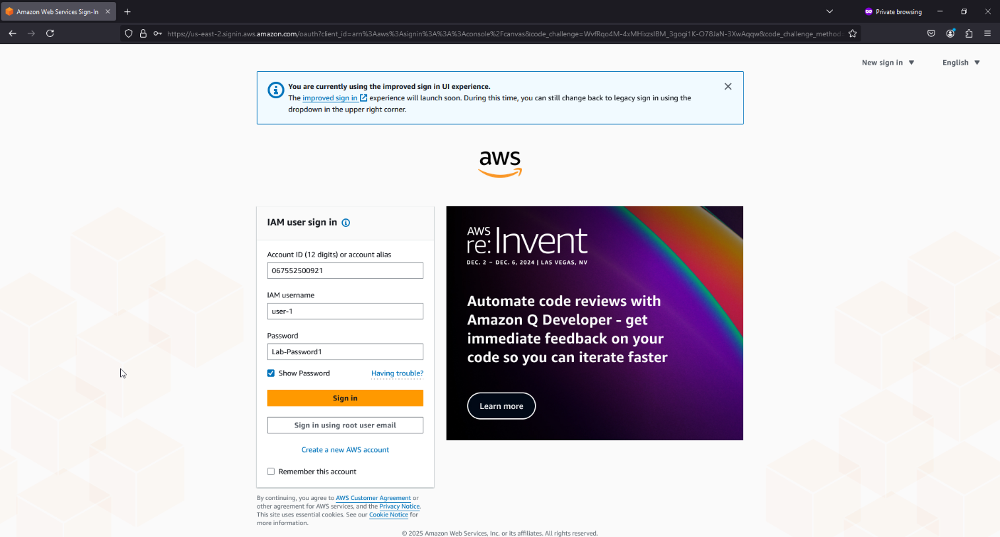 Amazon Web Services Sign-In
Private browsing
https://us-east-2.signin.aws.amazon.com/oauth?client_id=arn%3Aaws%3Asignin%3A%3A%3Aconsole%2Fcanvas&code_challenge=WvfRqo4M-4xMHixzsI8M_3gogi1K-O78JaN-3XwAqqw&code_challenge_method
New sign in
English
You are currently using the improved sign in UI experience.
The improved sign in experience will launch soon. During this time, you can still change back to legacy sign in using the
dropdown in the upper right corner.
aws
IAM user sign in
Account ID (12 digits) or account alias
067552500921
IAM username
user-1
Password
Lab-Password1
Show Password
Having trouble?
Sign in
Sign in using root user email
Create a new AWS account
Remember this account
AWS
re:Invent
DEC. 2 – DEC. 6, 2024 | LAS VEGAS, NV
Automate code reviews with
Amazon Q Developer - get
immediate feedback on your
code so you can iterate faster
Learn more
By continuing, you agree to AWS Customer Agreement or
other agreement for AWS services, and the Privacy Notice.
This site uses essential cookies. See our Cookie Notice for
more information.
© 2025 Amazon Web Services, Inc. or its affiliates. All rights reserved.